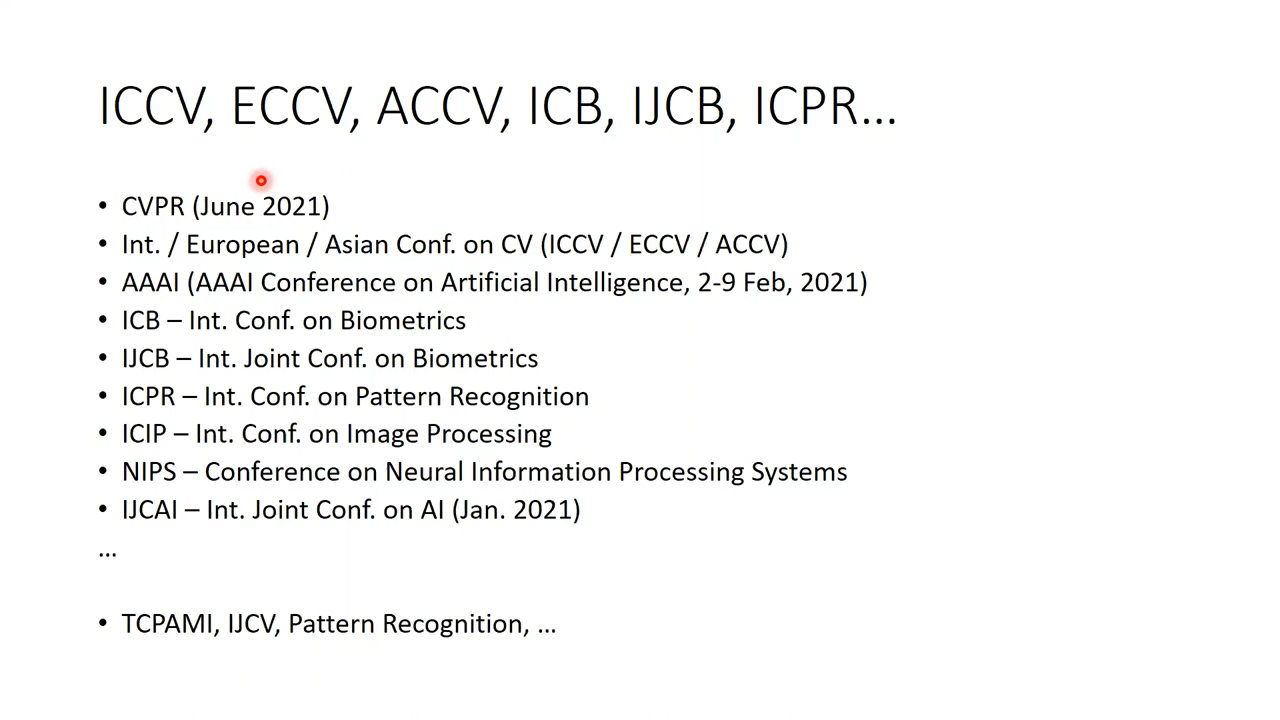 ICCV, ECCV, ACCV, ICB, IJCB, ICPR...
• CVPR (June 2021)
• Int. / European / Asian Conf. on CV (ICCV / ECCV / ACCV)
• AAAI (AAAI Conference on Artificial Intelligence, 2-9 Feb, 2021)
• ICB – Int. Conf. on Biometrics
• IJCB – Int. Joint Conf. on Biometrics
• ICPR – Int. Conf. on Pattern Recognition
• ICIP – Int. Conf. on Image Processing
• NIPS – Conference on Neural Information Processing Systems
• IJCAI – Int. Joint Conf. on AI (Jan. 2021)
...
• TCPAMI, IJCV, Pattern Recognition, ...